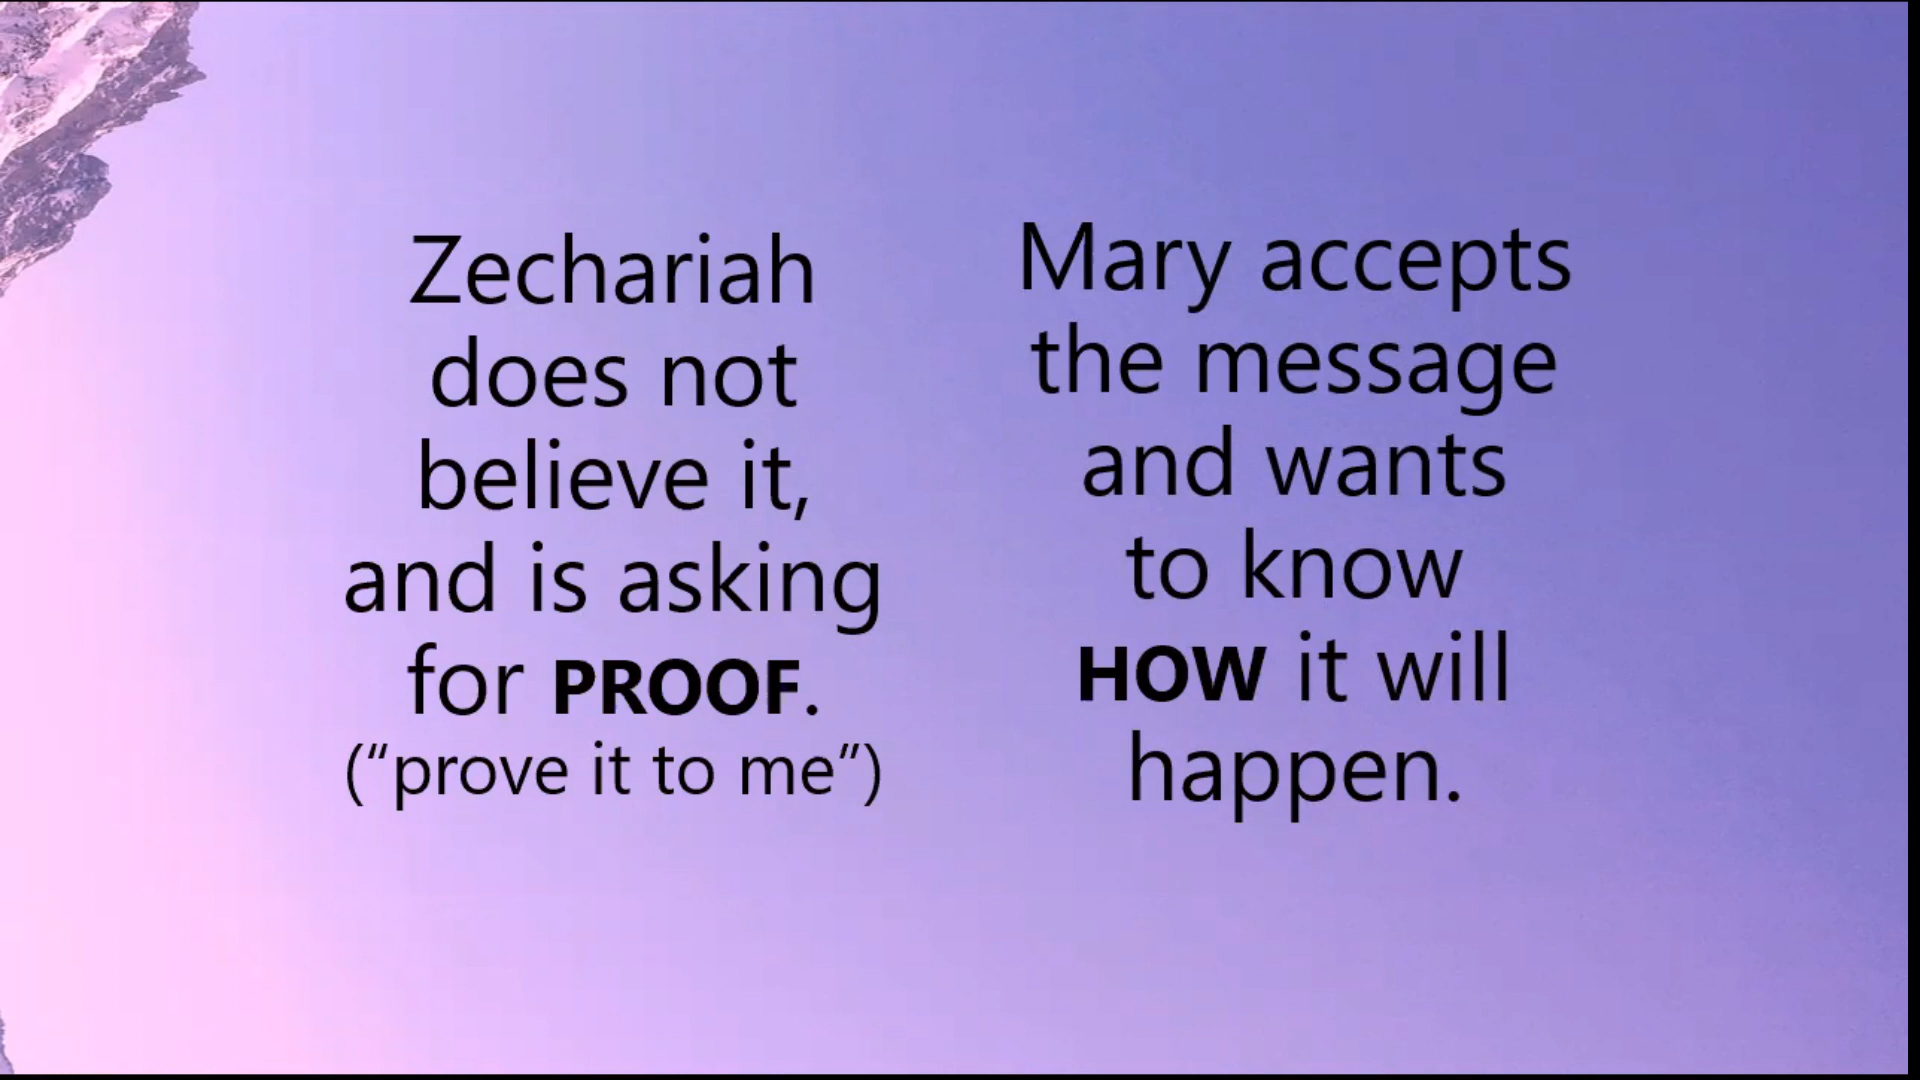 Zechariah
does not
believe it,
and is asking
for PROOF.
(“prove it to me”)
Mary accepts
the message
and wants
to know
HOW it will
happen.